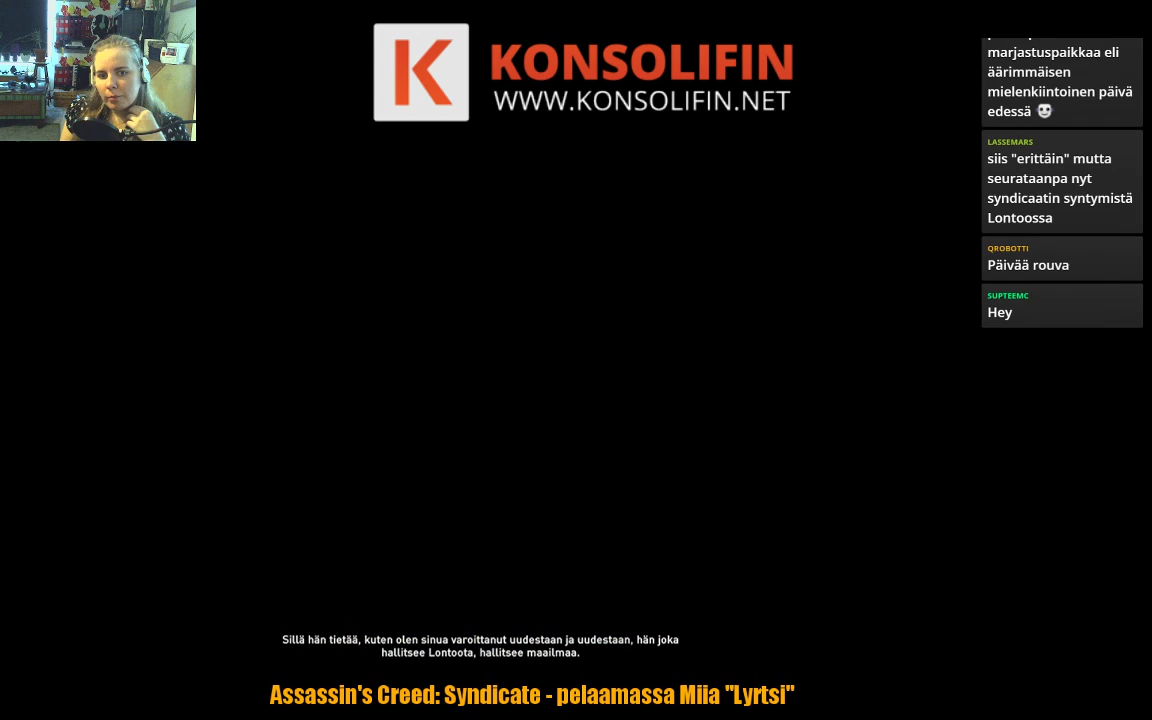 K KONSOLIFIN
WWW.KONSOLIFIN.NET
marjastuspaikkaa eli
äärimmäisen
mielenkiintoinen päivä
edessä
LASSEMARS
siis "erittäin" mutta
seurataanpa nyt
syndicaatin syntymistä
Lontoossa
QROBOTTI
Päivää rouva
SUPTEEMC
Hey
Sillä hän tietää, kuten olen sinua varoittanut uudestaan ja uudestaan, hän joka
hallitsee Lontoota, hallitsee maailmaa.
Assassin's Creed: Syndicate - pelaamassa Miia "Lyrtsi"